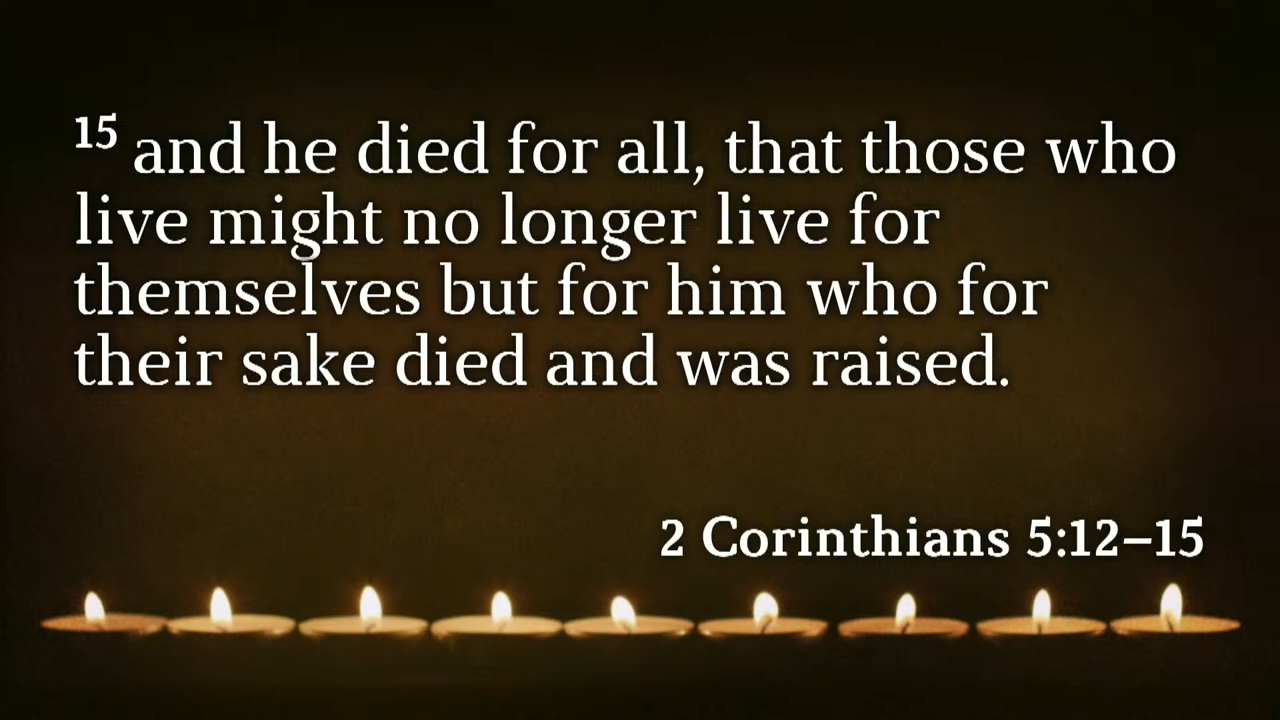 15 and he died for all, that those who
live might no longer live for
themselves but for him who for
their sake died and was raised.
2 Corinthians 5:12–15